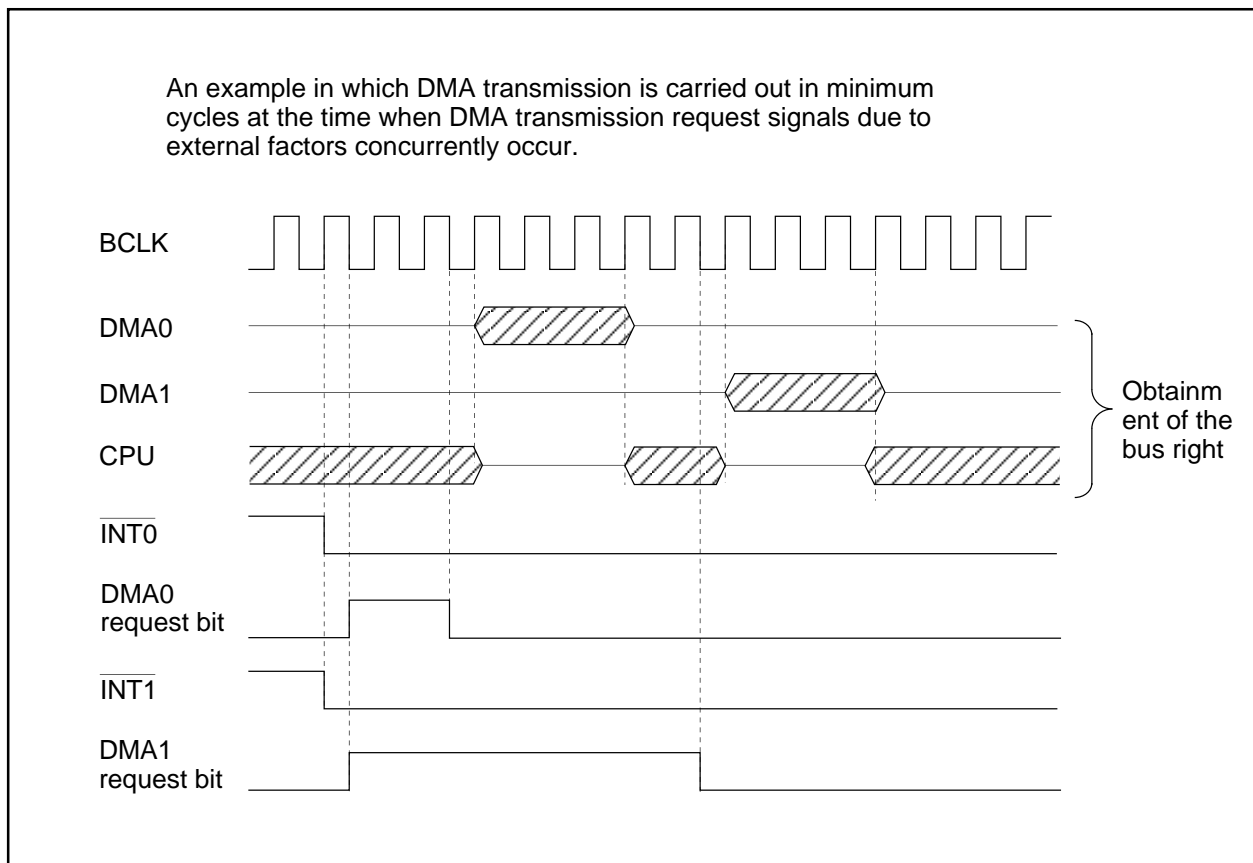 An example in which DMA transmission is carried out in minimum
cycles at the time when DMA transmission request signals due to
external factors concurrently occur.
BCLK
DMA0
DMA1
CPU
Obtainm
ent of the
bus right
INT0
DMA0
request bit
INT1
DMA1
request bit